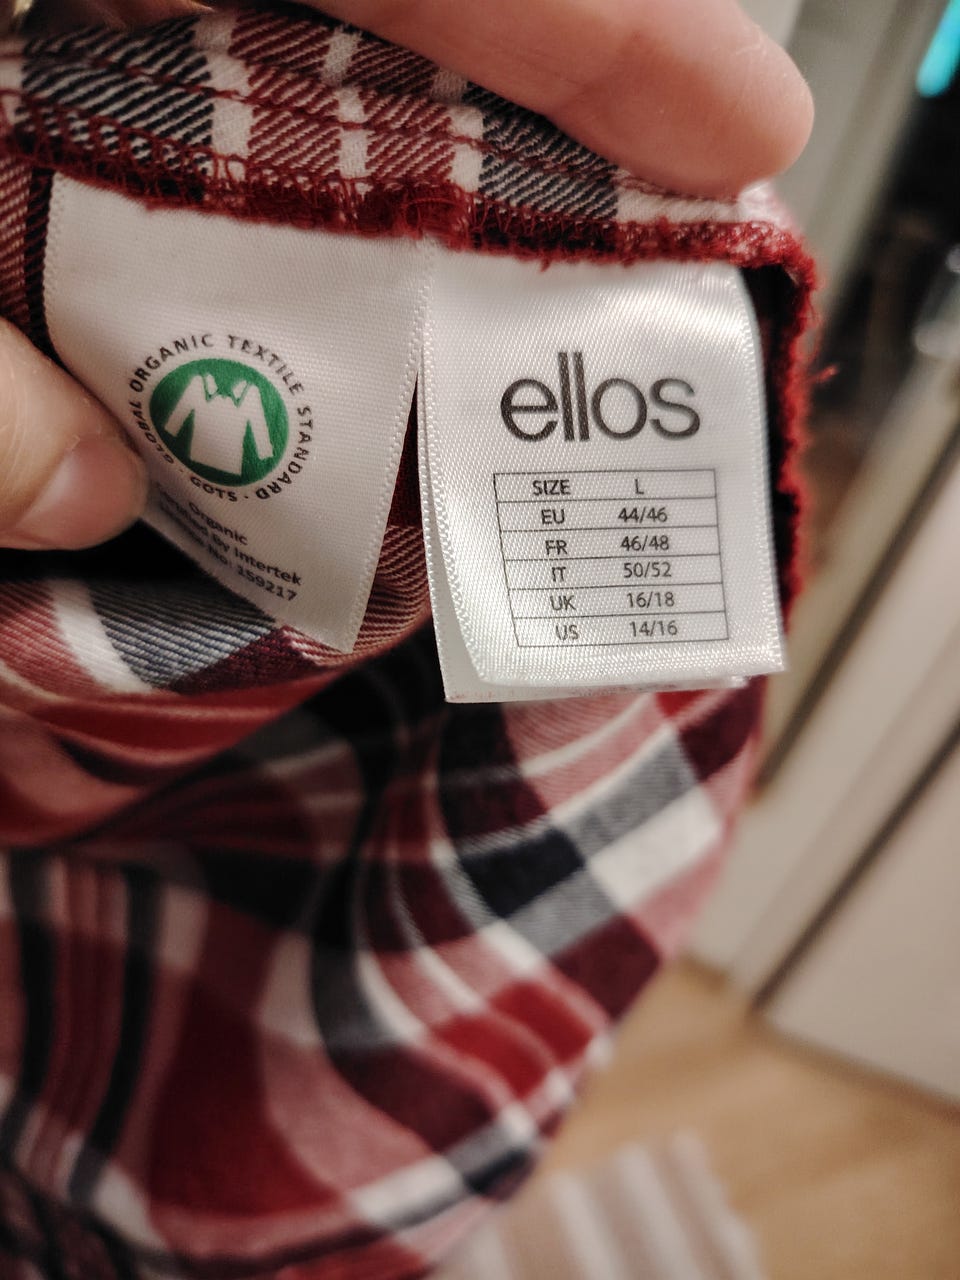 GLOBAL ORGANIC TEXTILE STANDARD · GOTS ·
Organic
By Intertek
No: 159217
ellos
SIZE L
EU 44/46
FR 46/48
IT 50/52
UK 16/18
US 14/16